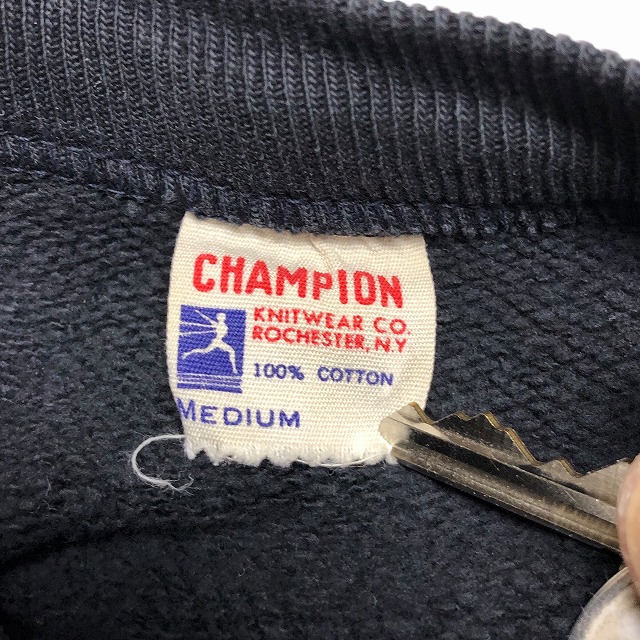 CHAMPION
KNITWEAR CO.
ROCHESTER, N.Y
100% COTTON
MEDIUM